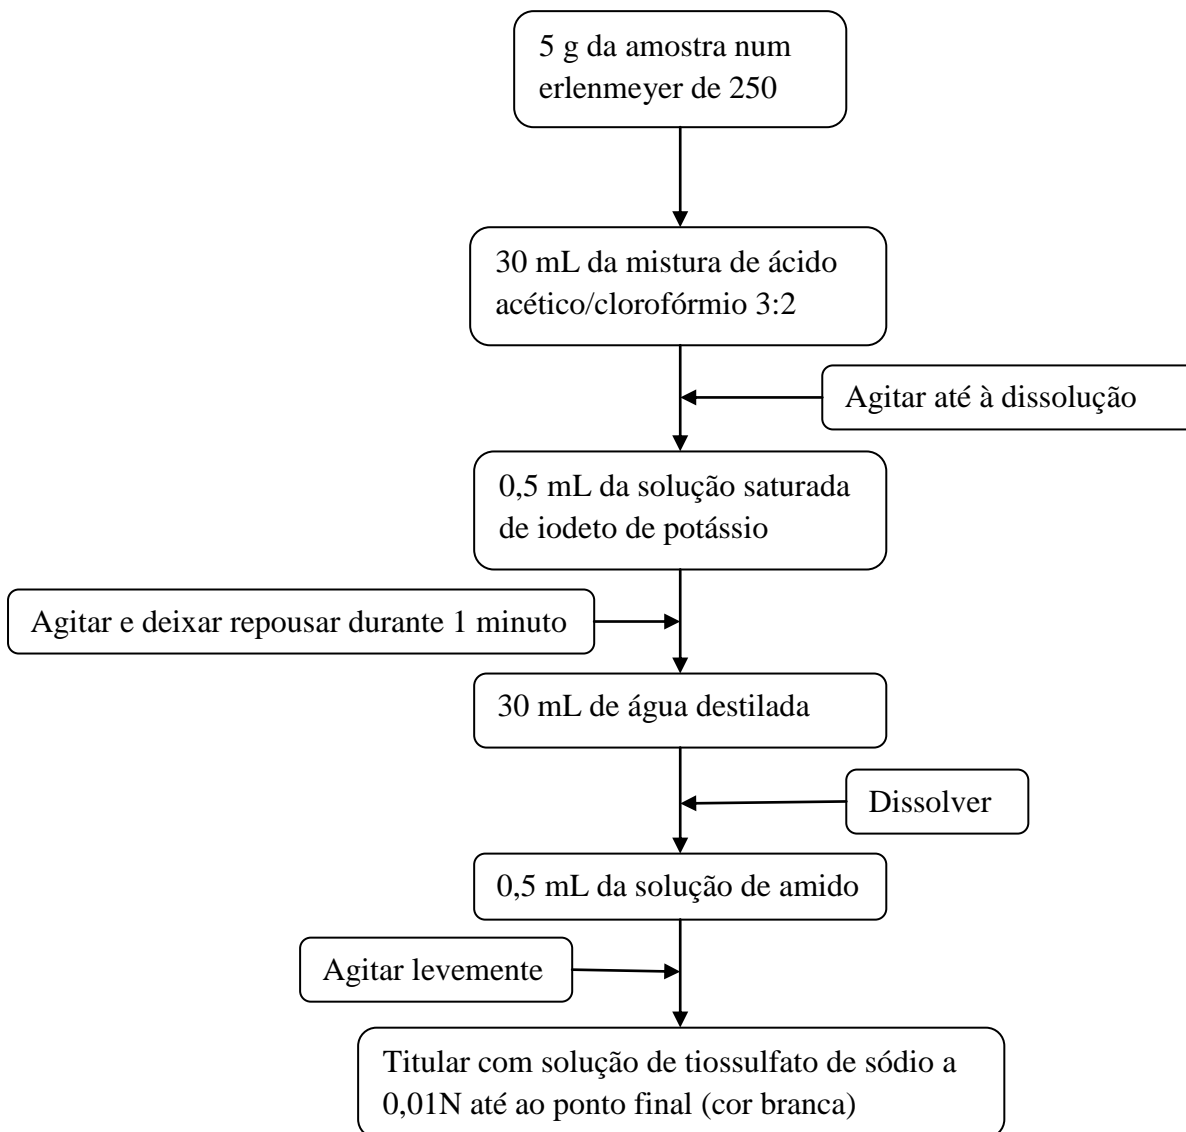 5 g da amostra num
erlenmeyer de 250
30 mL da mistura de ácido
acético/clorofórmio 3:2
Agitar até à dissolução
0,5 mL da solução saturada
de iodeto de potássio
Agitar e deixar repousar durante 1 minuto
30 mL de água destilada
Dissolver
0,5 mL da solução de amido
Agitar levemente
Titular com solução de tiossulfato de sódio a
0,01N até ao ponto final (cor branca)